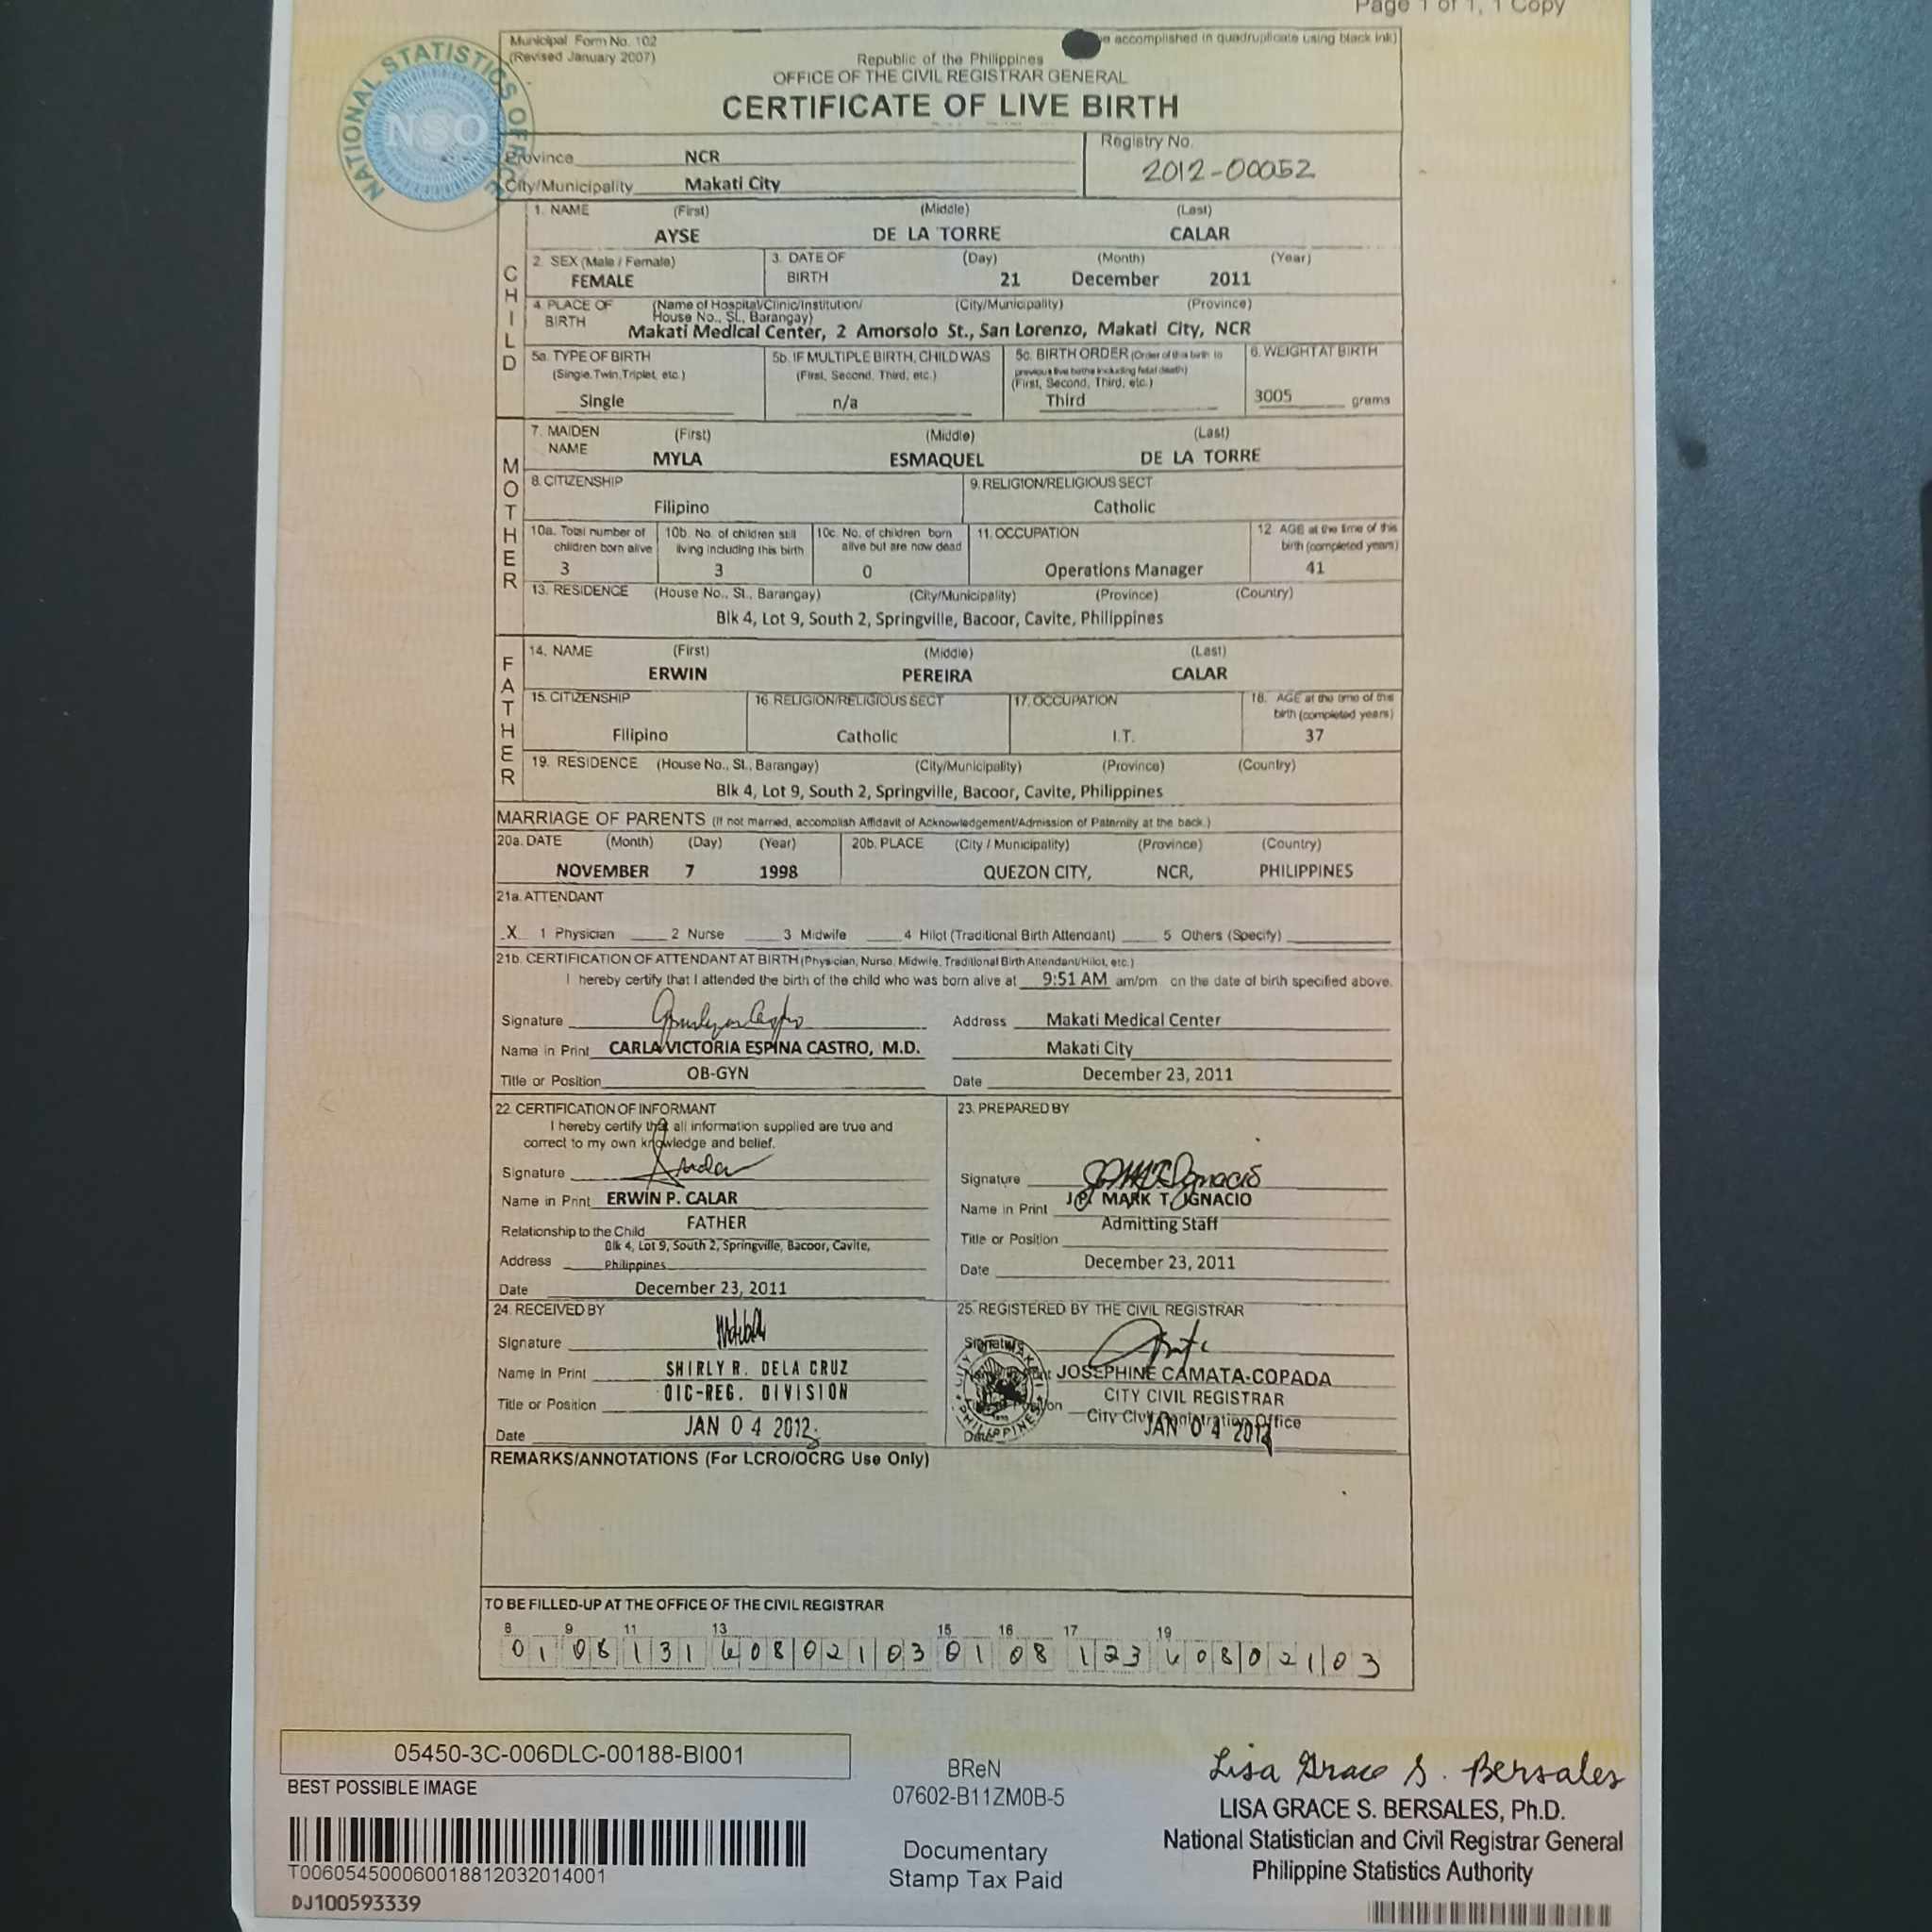 Page 1 of 1, 1 Copy
Municipal Form No. 102
(Revised January 2007)
accomplished in quadruplicate using black ink)
Republic of the Philippines
OFFICE OF THE CIVIL REGISTRAR GENERAL
CERTIFICATE OF LIVE BIRTH
NATIONAL STATISTICS OFFICE
NSO
Province NCR
City/Municipality Makati City
Registry No.
2012-00052
CHILD
1. NAME (First) (Middle) (Last)
AYSE DE LA TORRE CALAR
2. SEX (Male / Female) 3. DATE OF BIRTH (Day) (Month) (Year)
FEMALE 21 December 2011
4. PLACE OF BIRTH (Name of Hospital/Clinic/Institution/ House No., St., Barangay) (City/Municipality) (Province)
Makati Medical Center, 2 Amorsolo St., San Lorenzo, Makati City, NCR
5a. TYPE OF BIRTH 5b. IF MULTIPLE BIRTH, CHILD WAS 5c. BIRTH ORDER (Order of this birth to previous live births including fetal death) 6. WEIGHT AT BIRTH
(Single, Twin, Triplet, etc.) (First, Second, Third, etc.) (First, Second, Third, etc.)
Single n/a Third 3005 grams
MOTHER
7. MAIDEN NAME (First) (Middle) (Last)
MYLA ESMAQUEL DE LA TORRE
8. CITIZENSHIP 9. RELIGION/RELIGIOUS SECT
Filipino Catholic
10a. Total number of children born alive 10b. No. of children still living including this birth 10c. No. of children born alive but are now dead 11. OCCUPATION 12. AGE at the time of this birth (completed years)
3 3 0 Operations Manager 41
13. RESIDENCE (House No., St., Barangay) (City/Municipality) (Province) (Country)
Blk 4, Lot 9, South 2, Springville, Bacoor, Cavite, Philippines
FATHER
14. NAME (First) (Middle) (Last)
ERWIN PEREIRA CALAR
15. CITIZENSHIP 16. RELIGION/RELIGIOUS SECT 17. OCCUPATION 18. AGE at the time of this birth (completed years)
Filipino Catholic I.T. 37
19. RESIDENCE (House No., St., Barangay) (City/Municipality) (Province) (Country)
Blk 4, Lot 9, South 2, Springville, Bacoor, Cavite, Philippines
MARRIAGE OF PARENTS (If not married, accomplish Affidavit of Acknowledgement/Admission of Paternity at the back.)
20a. DATE (Month) (Day) (Year) 20b. PLACE (City / Municipality) (Province) (Country)
NOVEMBER 7 1998 QUEZON CITY, NCR, PHILIPPINES
21a. ATTENDANT
X 1 Physician 2 Nurse 3 Midwife 4 Hilot (Traditional Birth Attendant) 5 Others (Specify)
21b. CERTIFICATION OF ATTENDANT AT BIRTH (Physician, Nurse, Midwife, Traditional Birth Attendant/Hilot, etc.)
I hereby certify that I attended the birth of the child who was born alive at 9:51 AM am/pm on the date of birth specified above.
Signature Address Makati Medical Center
Name in Print CARLA VICTORIA ESPINA CASTRO, M.D. Makati City
Title or Position OB-GYN Date December 23, 2011
22. CERTIFICATION OF INFORMANT
I hereby certify that all information supplied are true and
correct to my own knowledge and belief.
Signature
Name in Print ERWIN P. CALAR
Relationship to the Child FATHER
Address Blk 4, Lot 9, South 2, Springville, Bacoor, Cavite,
Philippines
Date December 23, 2011
23. PREPARED BY
Signature
Name in Print J.P. MARK T. IGNACIO
Title or Position Admitting Staff
Date December 23, 2011
24. RECEIVED BY
Signature
Name In Print SHIRLY R. DELA CRUZ
Title or Position OIC-REG. DIVISION
Date JAN 04 2012
25. REGISTERED BY THE CIVIL REGISTRAR
Signature
JOSEPHINE CAMATA-COPADA
CITY CIVIL REGISTRAR
City Civil Registration Office
Date JAN 04 2012
REMARKS/ANNOTATIONS (For LCRO/OCRG Use Only)
TO BE FILLED-UP AT THE OFFICE OF THE CIVIL REGISTRAR
8 9 11 13 15 16 17 19
0 1 0 8 1 3 1 6 0 8 0 2 1 0 3 0 1 0 8 1 2 3 6 0 8 0 2 1 0 3
05450-3C-006DLC-00188-BI001
BEST POSSIBLE IMAGE
T006054500060018812032014001
DJ100593339
BReN
07602-B11ZM0B-5
Documentary
Stamp Tax Paid
Lisa Grace S. Bersales
LISA GRACE S. BERSALES, Ph.D.
National Statistician and Civil Registrar General
Philippine Statistics Authority